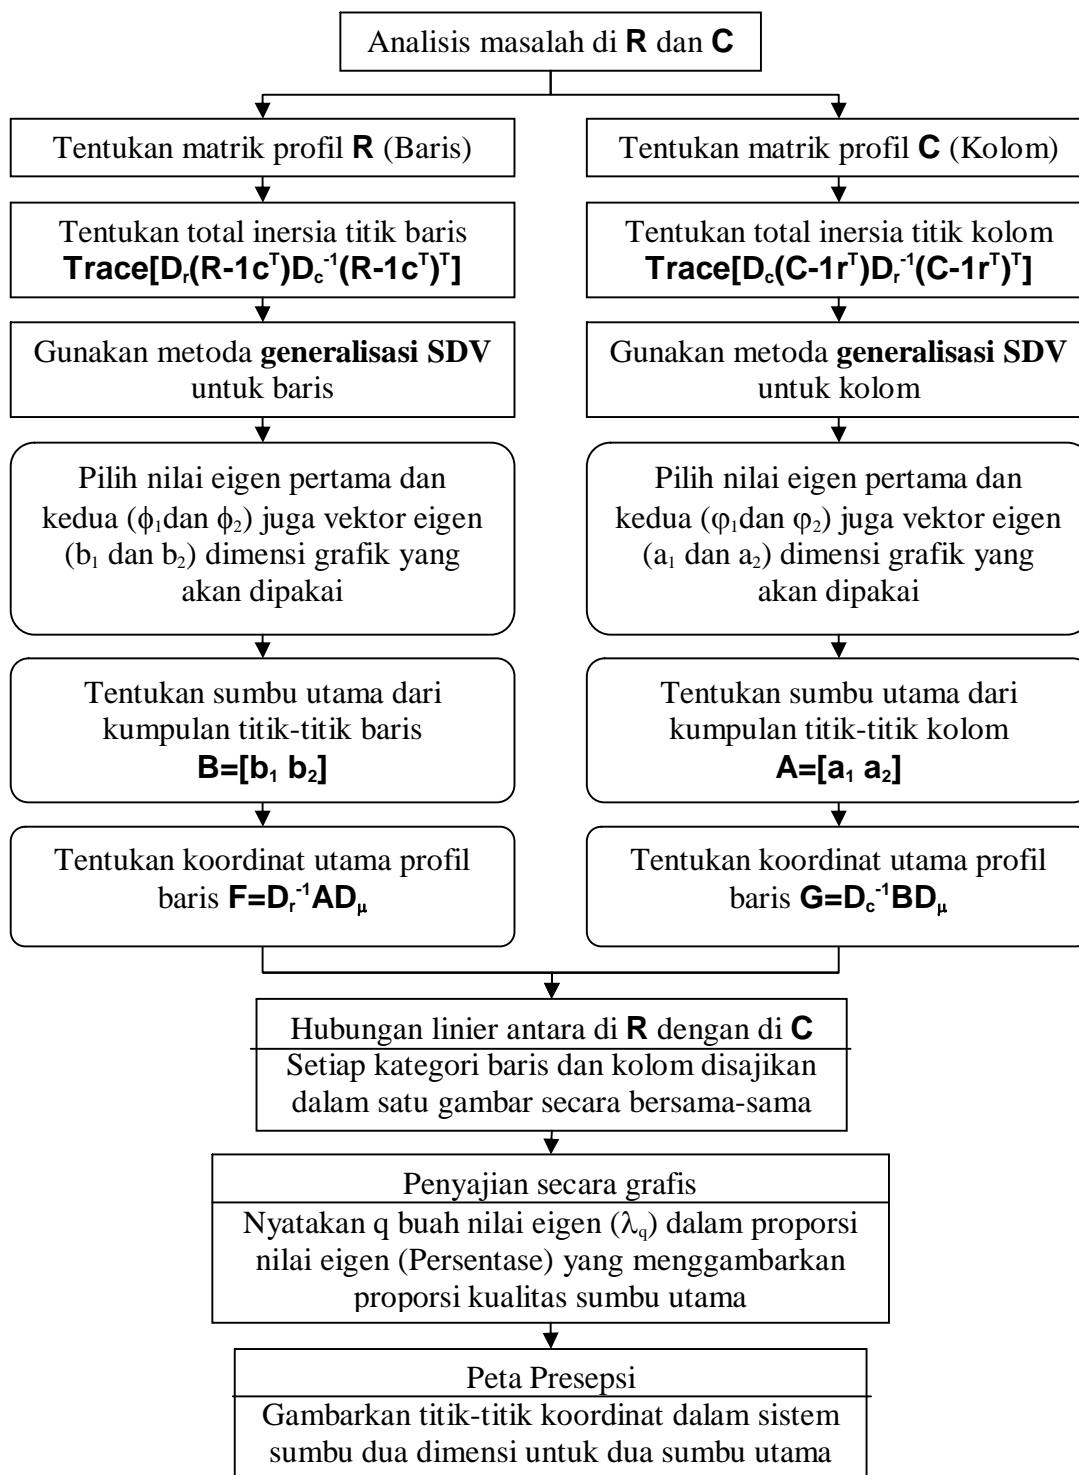 Analisis masalah di R dan C
Tentukan matrik profil R (Baris)
Tentukan total inersia titik baris
Trace[Dᵣ(R-1cᵀ)D꜀⁻¹(R-1cᵀ)ᵀ]
Gunakan metoda generalisasi SDV
untuk baris
Pilih nilai eigen pertama dan
kedua (ϕ₁dan ϕ₂) juga vektor eigen
(b₁ dan b₂) dimensi grafik yang
akan dipakai
Tentukan sumbu utama dari
kumpulan titik-titik baris
B=[b₁ b₂]
Tentukan koordinat utama profil
baris F=Dᵣ⁻¹ADμ
Tentukan matrik profil C (Kolom)
Tentukan total inersia titik kolom
Trace[D꜀(C-1rᵀ)Dᵣ⁻¹(C-1rᵀ)ᵀ]
Gunakan metoda generalisasi SDV
untuk kolom
Pilih nilai eigen pertama dan
kedua (φ₁dan φ₂) juga vektor eigen
(a₁ dan a₂) dimensi grafik yang
akan dipakai
Tentukan sumbu utama dari
kumpulan titik-titik kolom
A=[a₁ a₂]
Tentukan koordinat utama profil
baris G=D꜀⁻¹BDμ
Hubungan linier antara di R dengan di C
Setiap kategori baris dan kolom disajikan
dalam satu gambar secara bersama-sama
Penyajian secara grafis
Nyatakan q buah nilai eigen (λq) dalam proporsi
nilai eigen (Persentase) yang menggambarkan
proporsi kualitas sumbu utama
Peta Presepsi
Gambarkan titik-titik koordinat dalam sistem
sumbu dua dimensi untuk dua sumbu utama